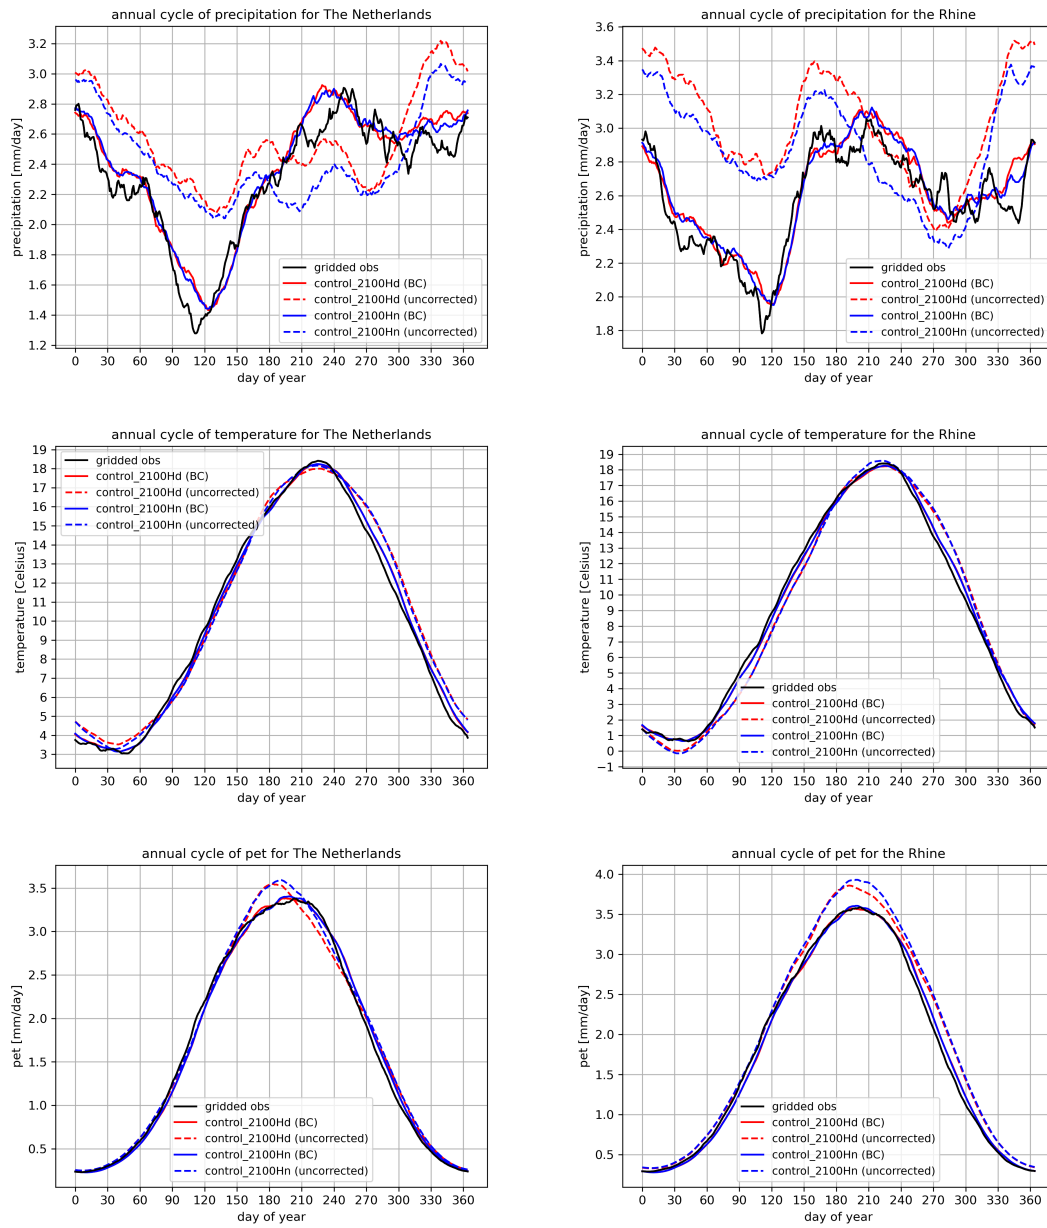 annual cycle of precipitation for The Netherlands
3.2
3.0
2.8
2.6
2.4
2.2
2.0
1.8
1.6
1.4
1.2
precipitation [mm/day]
gridded obs
control_2100Hd (BC)
control_2100Hd (uncorrected)
control_2100Hn (BC)
control_2100Hn (uncorrected)
0 30 60 90 120 150 180 210 240 270 300 330 360
day of year
annual cycle of precipitation for the Rhine
3.6
3.4
3.2
3.0
2.8
2.6
2.4
2.2
2.0
1.8
precipitation [mm/day]
gridded obs
control_2100Hd (BC)
control_2100Hd (uncorrected)
control_2100Hn (BC)
control_2100Hn (uncorrected)
0 30 60 90 120 150 180 210 240 270 300 330 360
day of year
annual cycle of temperature for The Netherlands
19
18
17
16
15
14
13
12
11
10
9
8
7
6
5
4
3
temperature [Celsius]
gridded obs
control_2100Hd (BC)
control_2100Hd (uncorrected)
control_2100Hn (BC)
control_2100Hn (uncorrected)
0 30 60 90 120 150 180 210 240 270 300 330 360
day of year
annual cycle of temperature for the Rhine
19
18
17
16
15
14
13
12
11
10
9
8
7
6
5
4
3
2
1
0
−1
temperature [Celsius]
gridded obs
control_2100Hd (BC)
control_2100Hd (uncorrected)
control_2100Hn (BC)
control_2100Hn (uncorrected)
0 30 60 90 120 150 180 210 240 270 300 330 360
day of year
annual cycle of pet for The Netherlands
3.5
3.0
2.5
2.0
1.5
1.0
0.5
pet [mm/day]
gridded obs
control_2100Hd (BC)
control_2100Hd (uncorrected)
control_2100Hn (BC)
control_2100Hn (uncorrected)
0 30 60 90 120 150 180 210 240 270 300 330 360
day of year
annual cycle of pet for the Rhine
4.0
3.5
3.0
2.5
2.0
1.5
1.0
0.5
pet [mm/day]
gridded obs
control_2100Hd (BC)
control_2100Hd (uncorrected)
control_2100Hn (BC)
control_2100Hn (uncorrected)
0 30 60 90 120 150 180 210 240 270 300 330 360
day of year